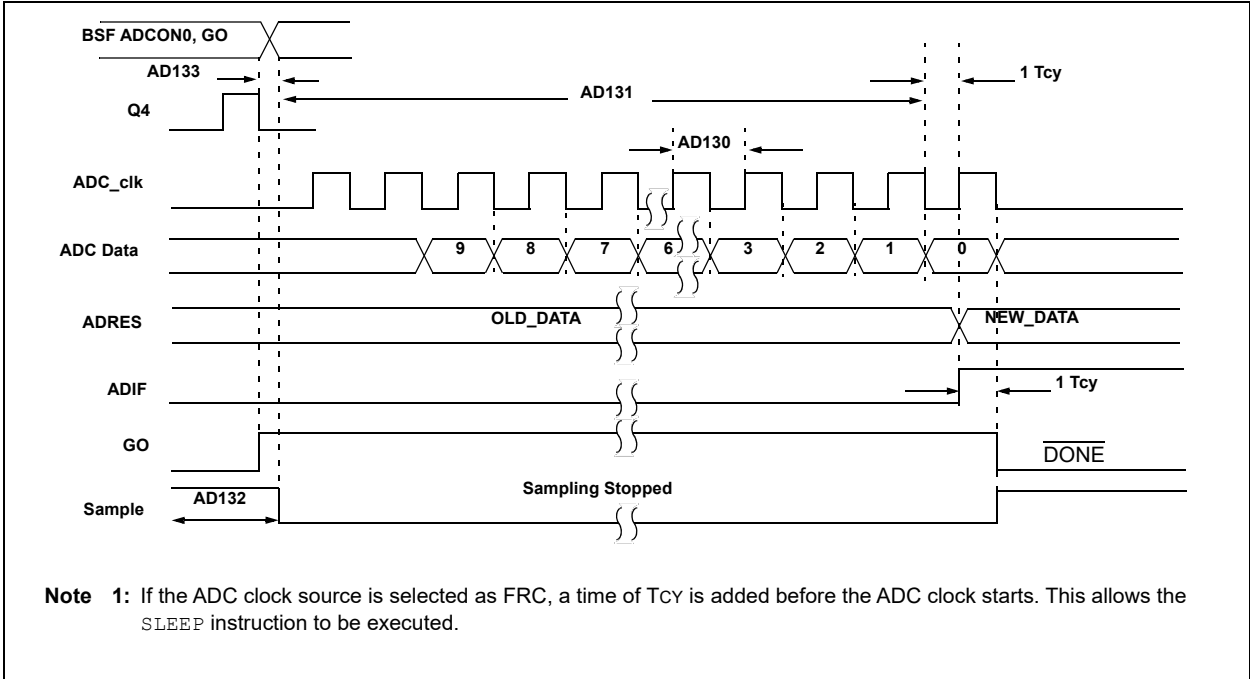 BSF ADCON0, GO
AD133
1 Tcy
AD131
Q4
AD130
ADC_clk
ADC Data
9
8
7
6
3
2
1
0
ADRES
OLD_DATA
NEW_DATA
ADIF
1 Tcy
GO
DONE
AD132
Sampling Stopped
Sample
Note 1: If the ADC clock source is selected as FRC, a time of TCY is added before the ADC clock starts. This allows the
SLEEP instruction to be executed.